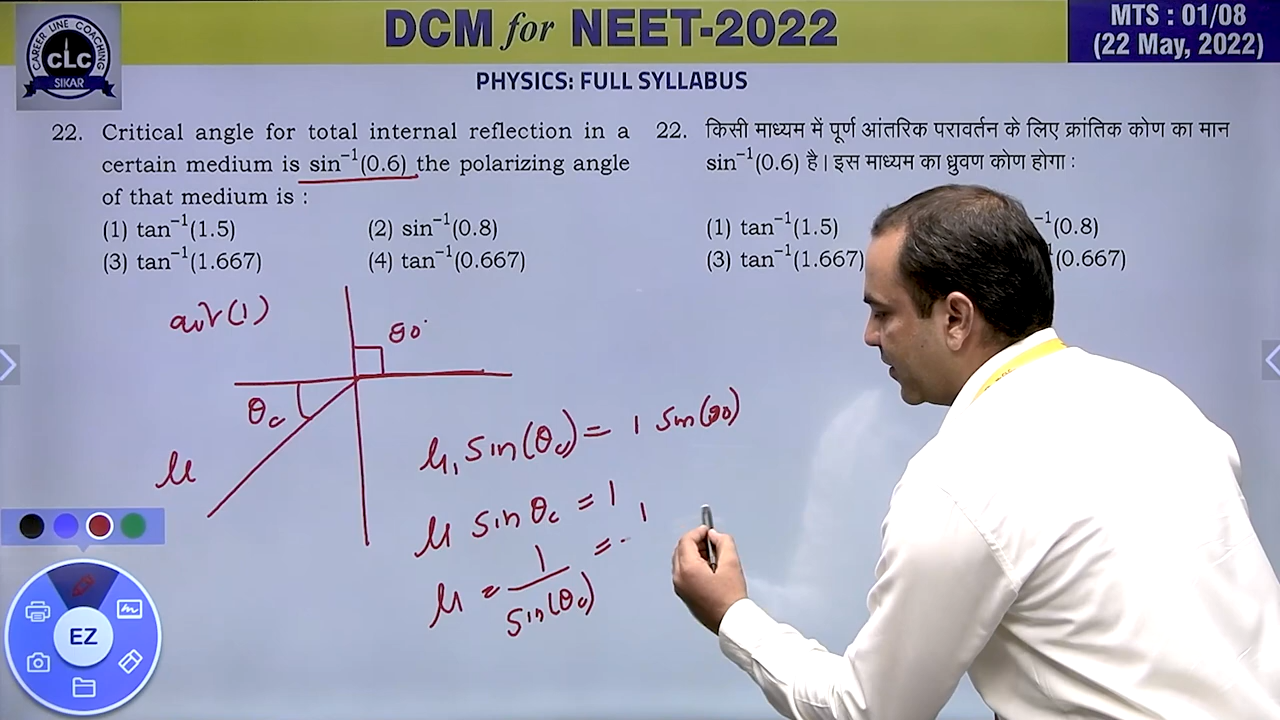 DCM for NEET-2022
MTS : 01/08
(22 May, 2022)
CAREER LINE COACHING
CLC
SIKAR
PHYSICS: FULL SYLLABUS
22. Critical angle for total internal reflection in a
certain medium is sin⁻¹(0.6) the polarizing angle
of that medium is :
(1) tan⁻¹(1.5) (2) sin⁻¹(0.8)
(3) tan⁻¹(1.667) (4) tan⁻¹(0.667)
22. किसी माध्यम में पूर्ण आंतरिक परावर्तन के लिए क्रांतिक कोण का मान
sin⁻¹(0.6) है। इस माध्यम का ध्रुवण कोण होगा :
(1) tan⁻¹(1.5) ⁻¹(0.8)
(3) tan⁻¹(1.667) (0.667)
air(1)
90°
θc
μ
μ, sin(θc) = 1 sin(90)
μ sin θc = 1
μ = 1/sin(θc) = 1
EZ